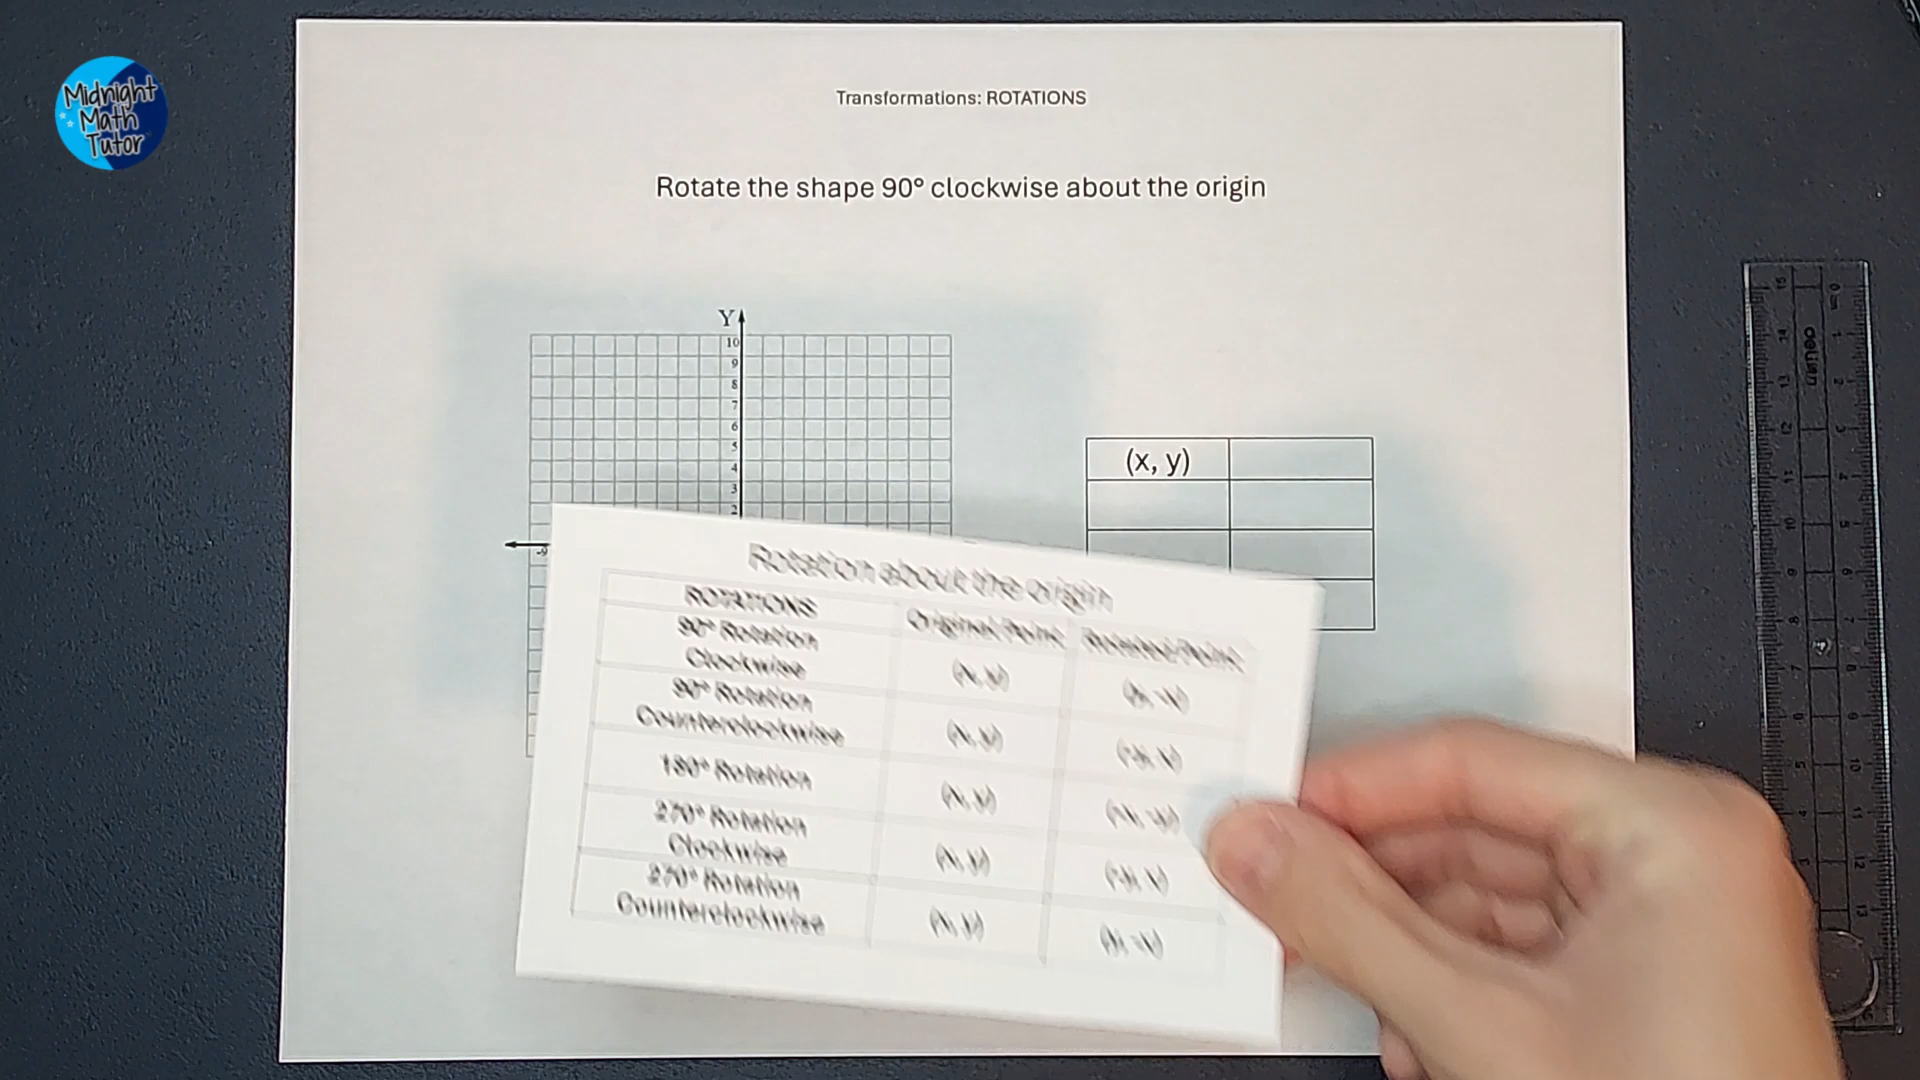 Midnight
Math
Tutor
Transformations: ROTATIONS
Rotate the shape 90° clockwise about the origin
Y
10
9
8
7
6
5
4
3
2
-9
(x, y)
Rotation about the origin
ROTATIONS Original Point Rotated Point
90° Rotation
Clockwise (x, y) (y, -x)
90° Rotation
Counterclockwise (x, y) (-y, x)
180° Rotation (x, y) (-x, -y)
270° Rotation
Clockwise (x, y) (-y, x)
270° Rotation
Counterclockwise (x, y) (y, -x)